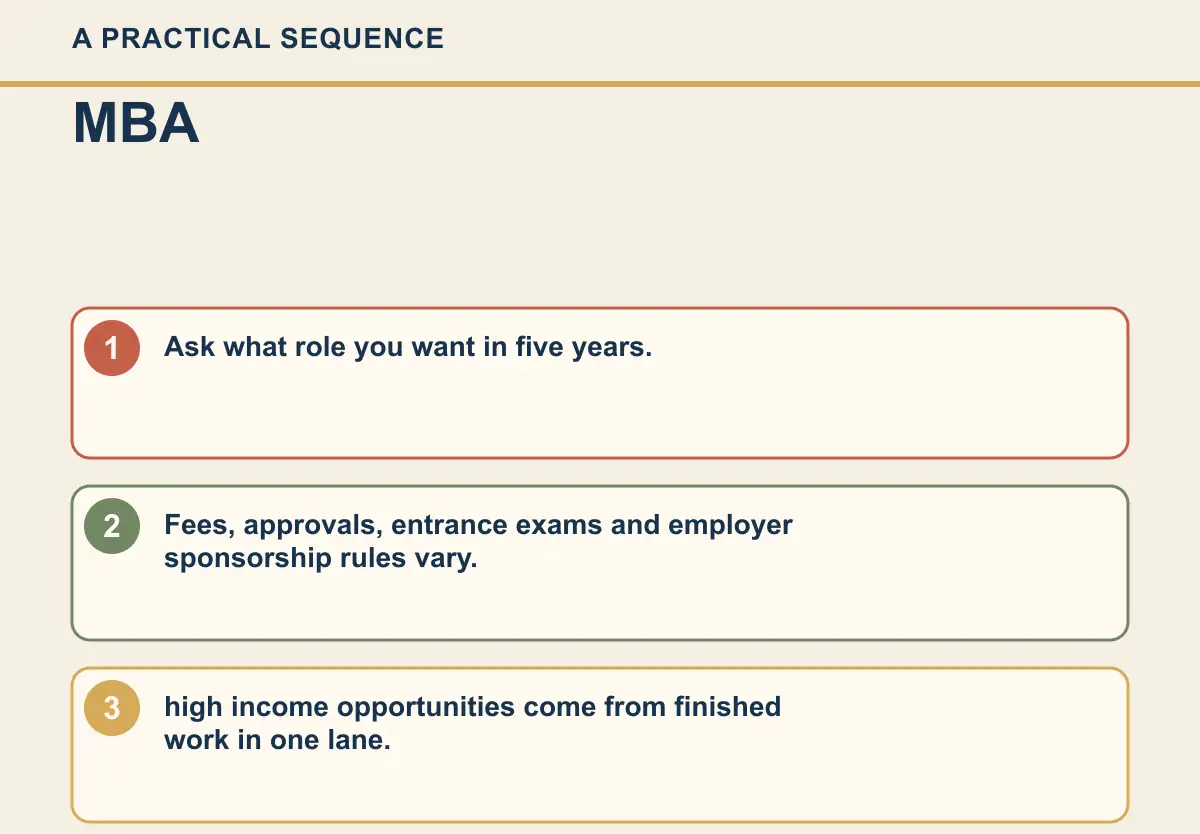 A PRACTICAL SEQUENCE
MBA
1
Ask what role you want in five years.
2
Fees, approvals, entrance exams and employer
sponsorship rules vary.
3
high income opportunities come from finished
work in one lane.